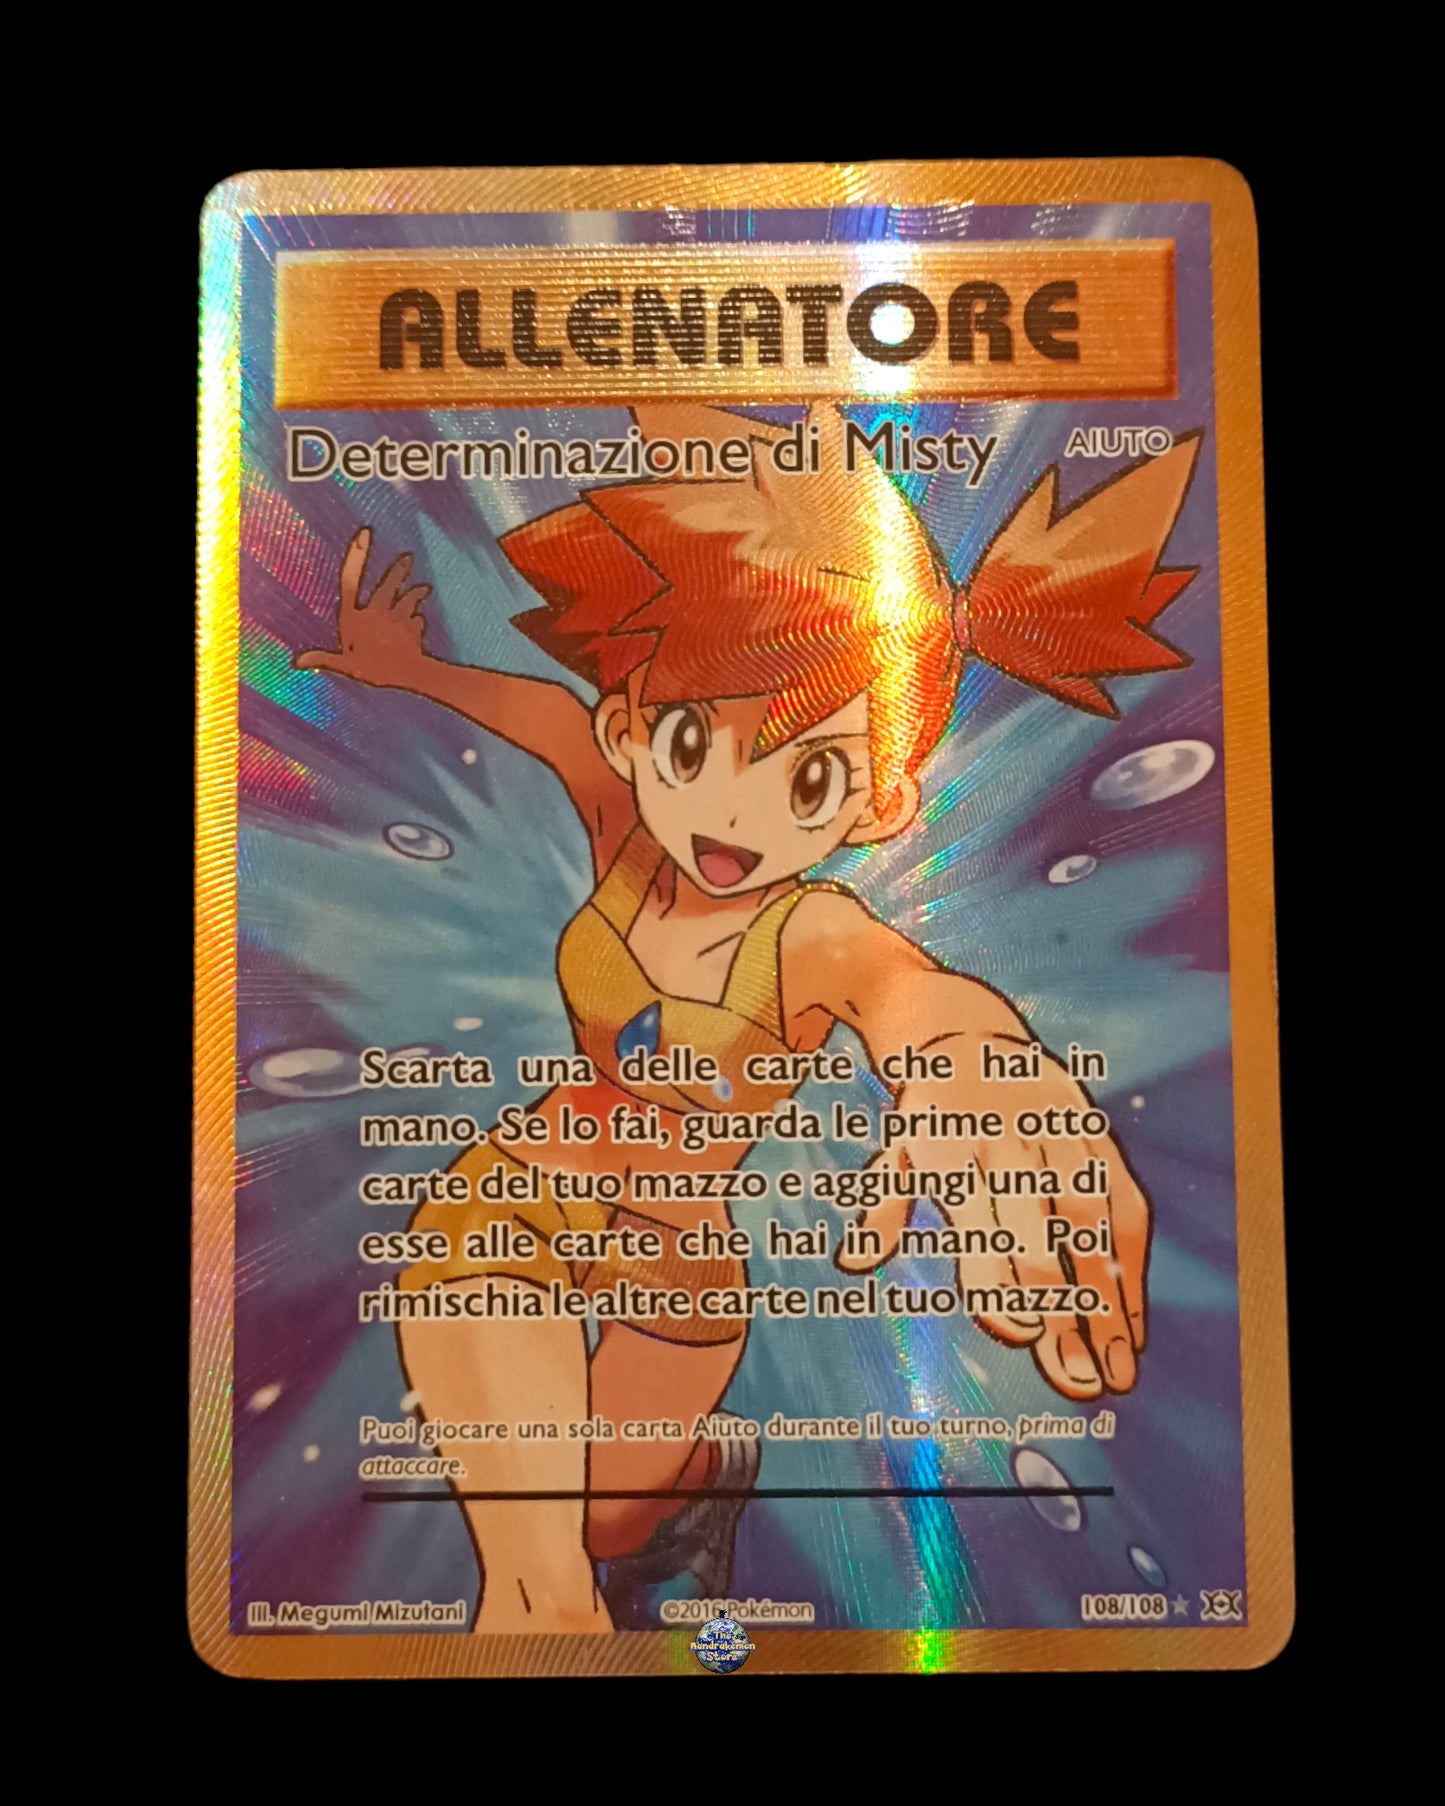 ALLENATORE
Determinazione di Misty AIUTO
Scarta una delle carte che hai in
mano. Se lo fai, guarda le prime otto
carte del tuo mazzo e aggiungi una di
esse alle carte che hai in mano. Poi
rimischia le altre carte nel tuo mazzo.
Puoi giocare una sola carta Aiuto durante il tuo turno, prima di
attaccare.
Ill. Megumi Mizutani ©2016 Pokémon 108/108
The
Mandrakemon
Store